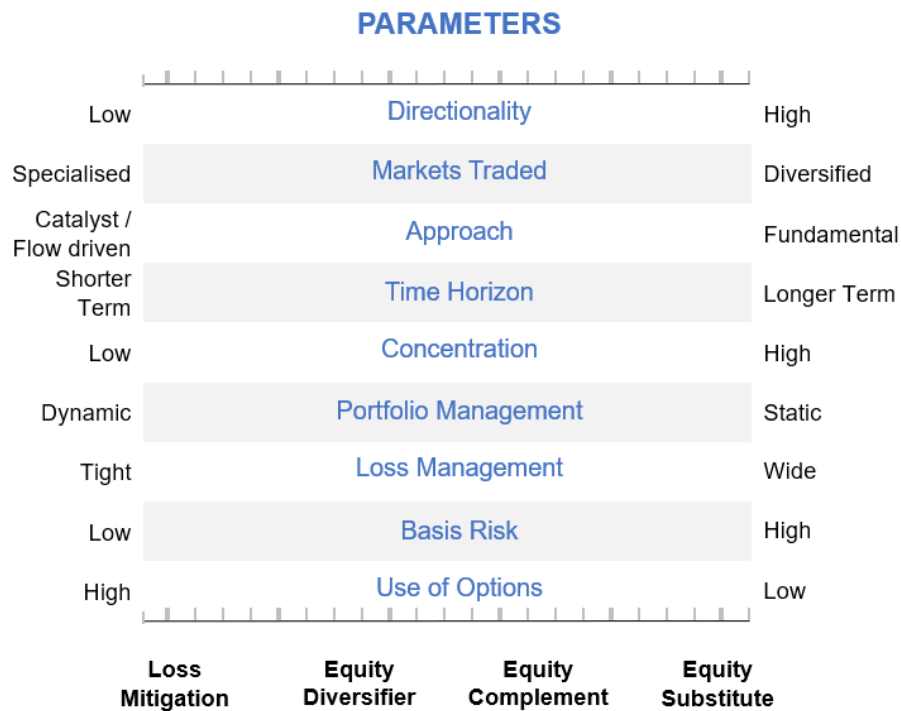 PARAMETERS
Low Directionality High
Specialised Markets Traded Diversified
Catalyst /
Flow driven Approach Fundamental
Shorter
Term Time Horizon Longer Term
Low Concentration High
Dynamic Portfolio Management Static
Tight Loss Management Wide
Low Basis Risk High
High Use of Options Low
Loss Equity Equity Equity
Mitigation Diversifier Complement Substitute